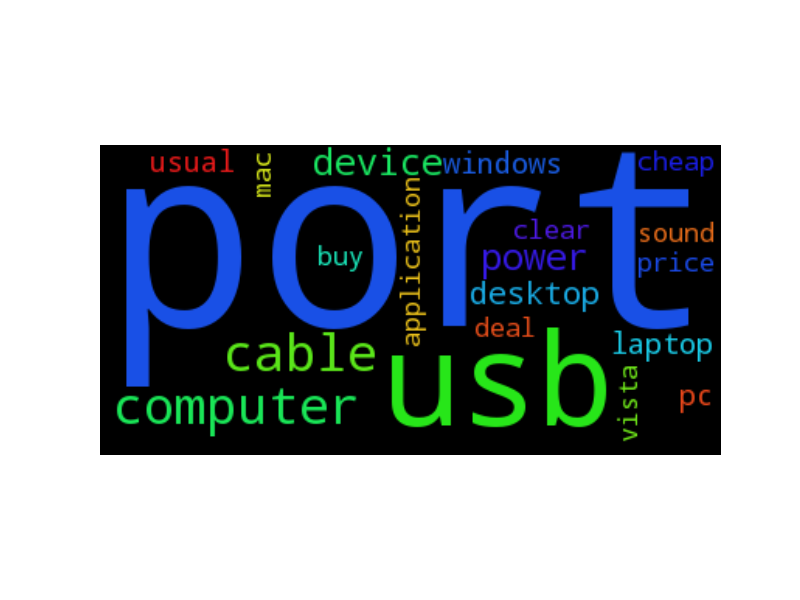 usual
mac
device
windows
cheap
port
application
clear
sound
buy
power
price
desktop
deal
cable
usb
laptop
computer
vista
pc